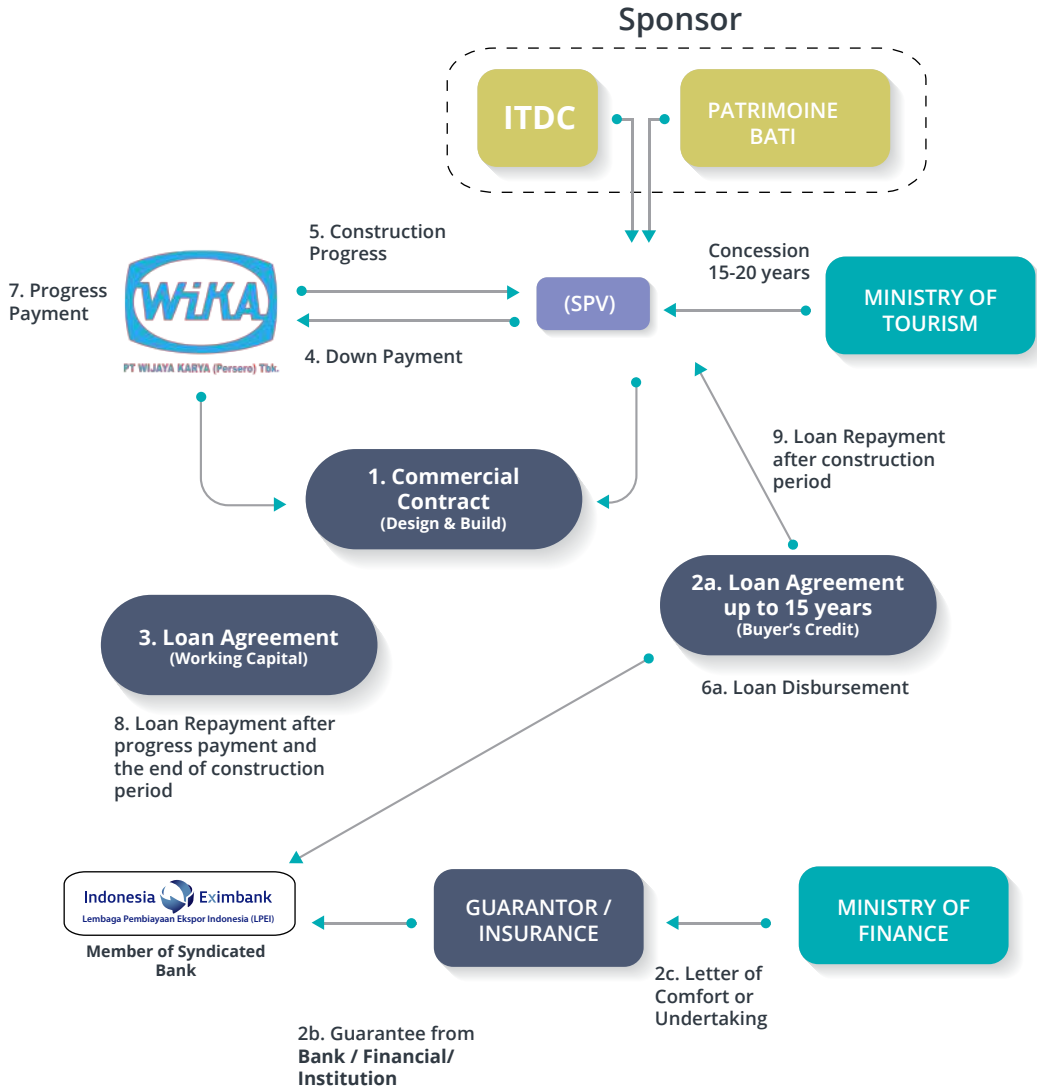 Sponsor
ITDC
PATRIMOINE
BATI
5. Construction
Progress
Concession
15-20 years
7. Progress
Payment
WiKA
PT WIJAYA KARYA (Persero) Tbk.
(SPV)
MINISTRY OF
TOURISM
4. Down Payment
9. Loan Repayment
after construction
period
1. Commercial
Contract
(Design & Build)
2a. Loan Agreement
up to 15 years
(Buyer’s Credit)
3. Loan Agreement
(Working Capital)
6a. Loan Disbursement
8. Loan Repayment after
progress payment and
the end of construction
period
Indonesia Eximbank
Lembaga Pembiayaan Ekspor Indonesia (LPEI)
Member of Syndicated
Bank
GUARANTOR /
INSURANCE
MINISTRY OF
FINANCE
2c. Letter of
Comfort or
Undertaking
2b. Guarantee from
Bank / Financial/
Institution